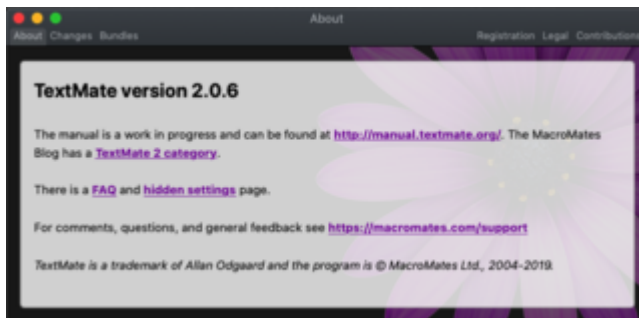 About
About Changes Bundles Registration Legal Contributions
TextMate version 2.0.6
The manual is a work in progress and can be found at http://manual.textmate.org/. The MacroMates
Blog has a TextMate 2 category.
There is a FAQ and hidden settings page.
For comments, questions, and general feedback see https://macromates.com/support
TextMate is a trademark of Allan Odgaard and the program is © MacroMates Ltd., 2004–2019.